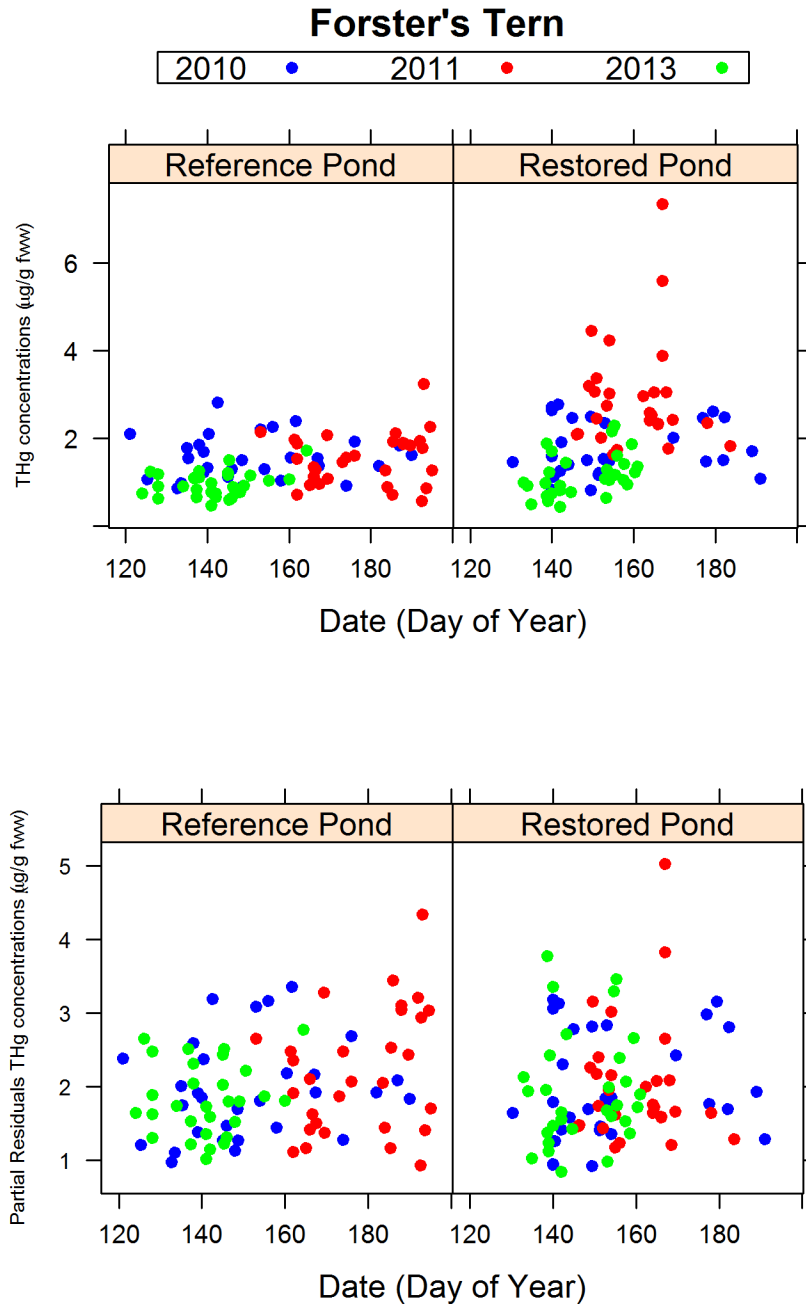 Forster's Tern
2010 2011 2013
Reference Pond Restored Pond
THg concentrations (µg/g fww)
6
4
2
120 140 160 180 120 140 160 180
Date (Day of Year)
Reference Pond Restored Pond
Partial Residuals THg concentrations (µg/g fww)
5
4
3
2
1
120 140 160 180 120 140 160 180
Date (Day of Year)